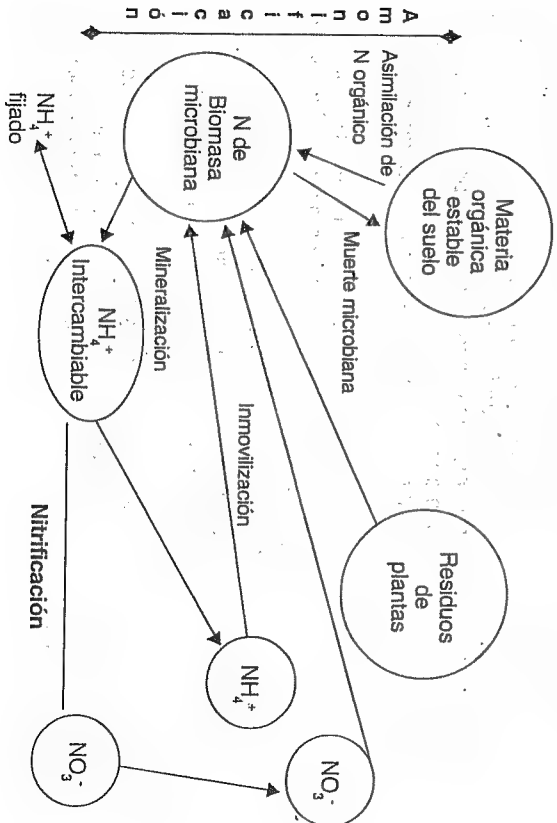 Amonificación
Materia
orgánica
estable
del suelo
Residuos
de
plantas
Asimilación de
N orgánico
Muerte microbiana
N de
Biomasa
microbiana
Inmovilización
Mineralización
NH₄⁺
NO₃⁻
NH₄⁺
fijado
NH₄⁺
Intercambiable
Nitrificación
NO₃⁻